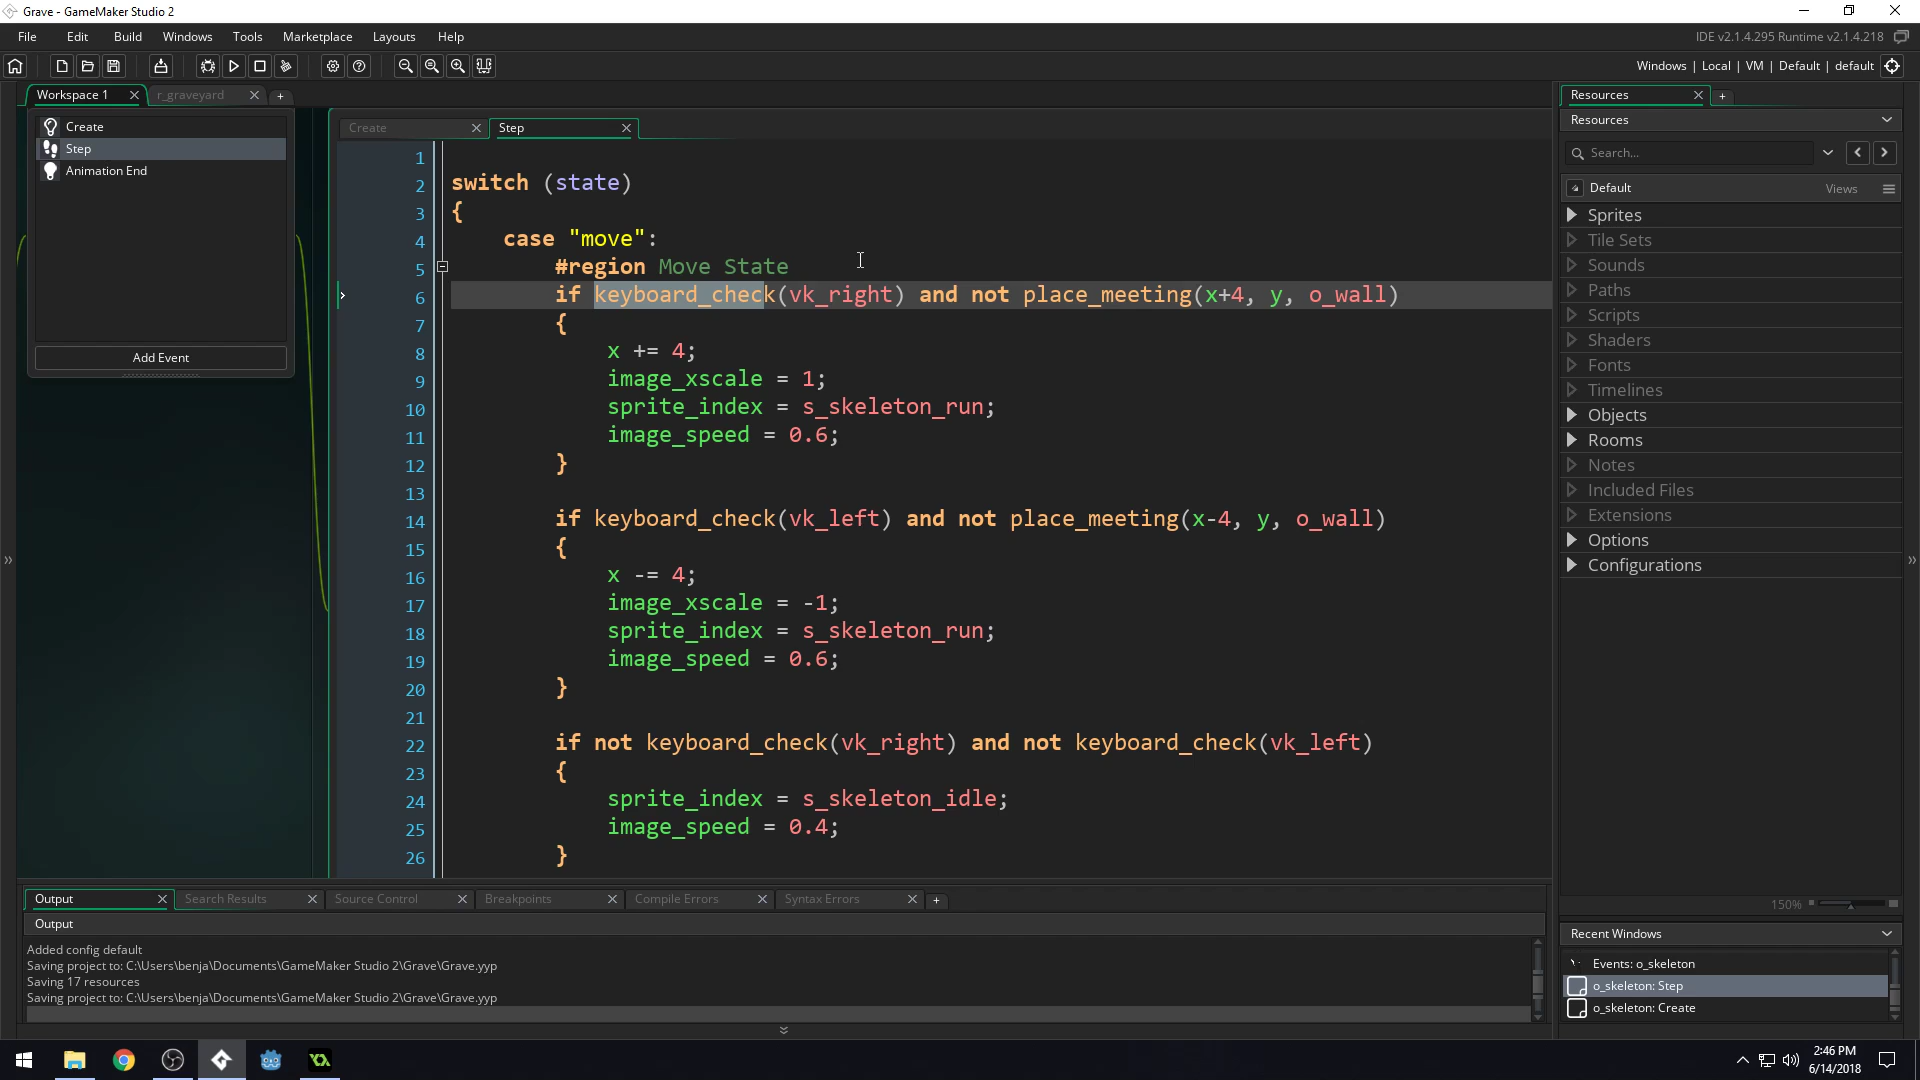 Grave - GameMaker Studio 2
File Edit Build Windows Tools Marketplace Layouts Help
IDE v2.1.4.295 Runtime v2.1.4.218
Windows | Local | VM | Default | default
Workspace 1
r_graveyard
+
Create
Step
Animation End
Add Event
Create
Step
1
2 switch (state)
3 {
4 case "move":
5 #region Move State
6 if keyboard_check(vk_right) and not place_meeting(x+4, y, o_wall)
7 {
8 x += 4;
9 image_xscale = 1;
10 sprite_index = s_skeleton_run;
11 image_speed = 0.6;
12 }
13
14 if keyboard_check(vk_left) and not place_meeting(x-4, y, o_wall)
15 {
16 x -= 4;
17 image_xscale = -1;
18 sprite_index = s_skeleton_run;
19 image_speed = 0.6;
20 }
21
22 if not keyboard_check(vk_right) and not keyboard_check(vk_left)
23 {
24 sprite_index = s_skeleton_idle;
25 image_speed = 0.4;
26 }
Resources
+
Resources
Search...
Default Views
Sprites
Tile Sets
Sounds
Paths
Scripts
Shaders
Fonts
Timelines
Objects
Rooms
Notes
Included Files
Extensions
Options
Configurations
150%
Recent Windows
Events: o_skeleton
o_skeleton: Step
o_skeleton: Create
Output Search Results Source Control Breakpoints Compile Errors Syntax Errors +
Output
Added config default
Saving project to: C:\Users\benja\Documents\GameMaker Studio 2\Grave\Grave.yyp
Saving 17 resources
Saving project to: C:\Users\benja\Documents\GameMaker Studio 2\Grave\Grave.yyp
2:46 PM
6/14/2018